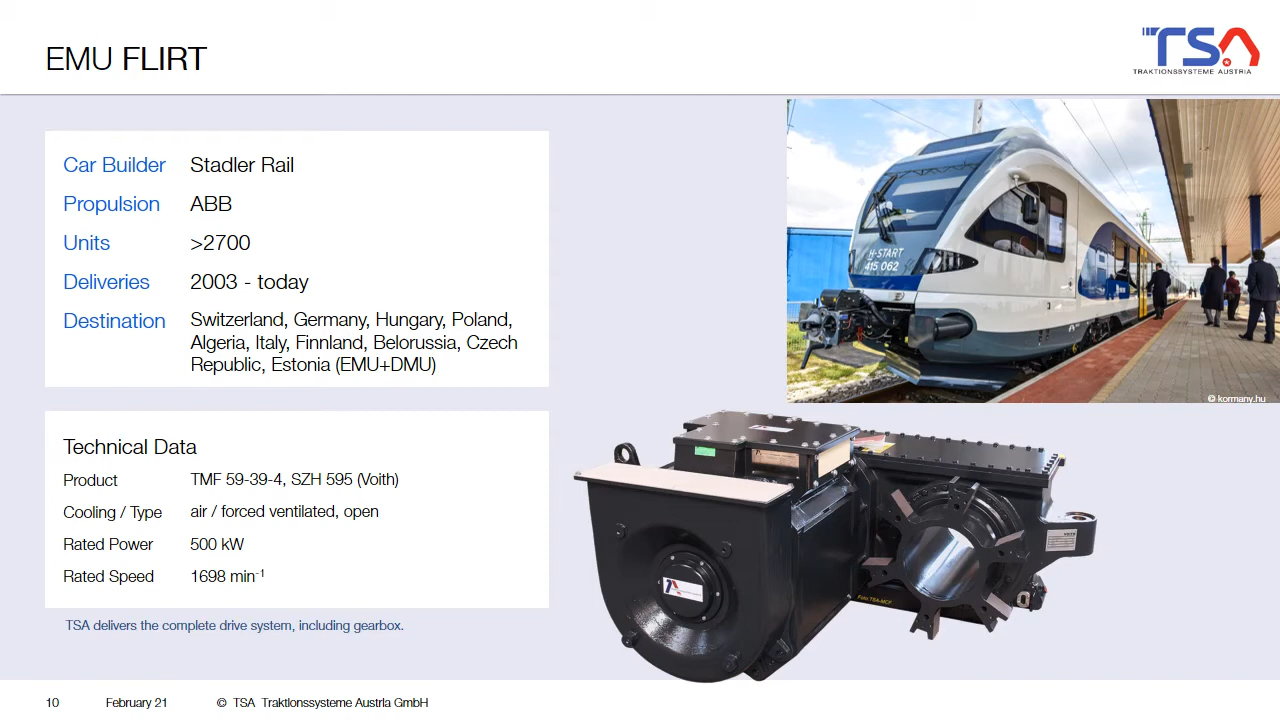 EMU FLIRT
TSA
TRAKTIONSSYSTEME AUSTRIA
Car Builder Stadler Rail
Propulsion ABB
Units >2700
Deliveries 2003 - today
Destination Switzerland, Germany, Hungary, Poland,
Algeria, Italy, Finnland, Belorussia, Czech
Republic, Estonia (EMU+DMU)
H-START
415 062
© kormany.hu
Technical Data
Product TMF 59-39-4, SZH 595 (Voith)
Cooling / Type air / forced ventilated, open
Rated Power 500 kW
Rated Speed 1698 min⁻¹
TSA delivers the complete drive system, including gearbox.
Foto TSA-MCF
10 February 21 © TSA Traktionssysteme Austria GmbH